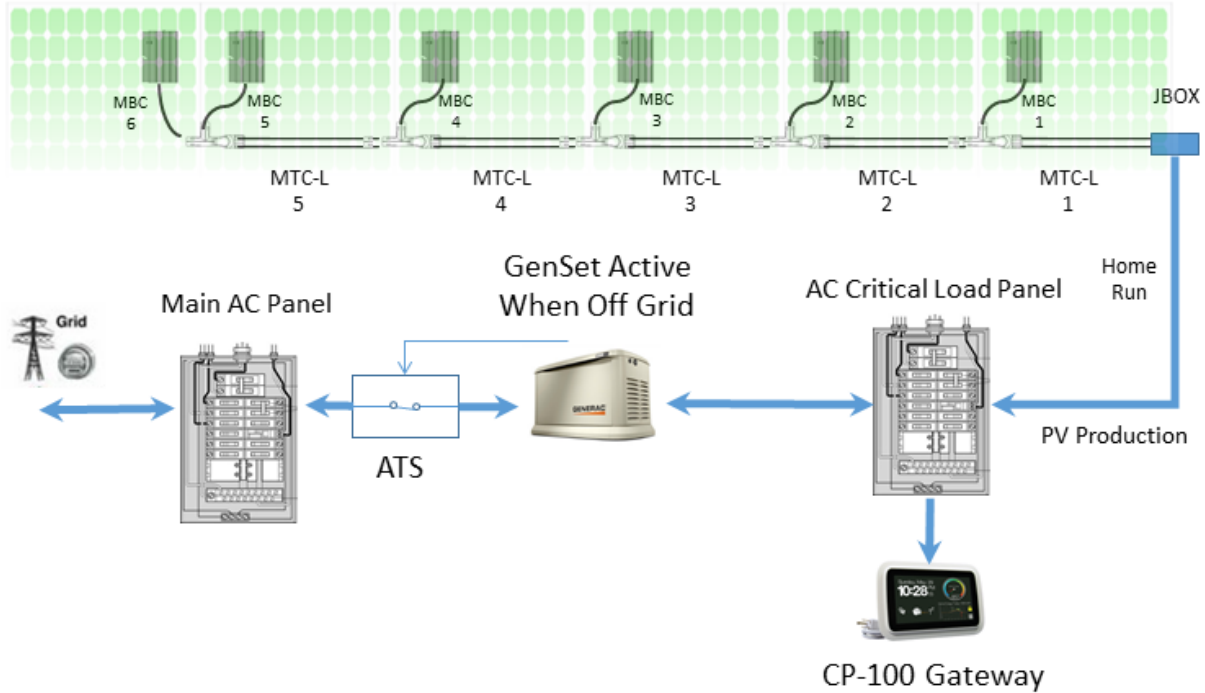 MBC
6
MBC
5
MBC
4
MBC
3
MBC
2
MBC
1
JBOX
MTC-L
5
MTC-L
4
MTC-L
3
MTC-L
2
MTC-L
1
Home
Run
GenSet Active
When Off Grid
Main AC Panel
AC Critical Load Panel
Grid
GENERAC
ATS
PV Production
10:28
CP-100 Gateway